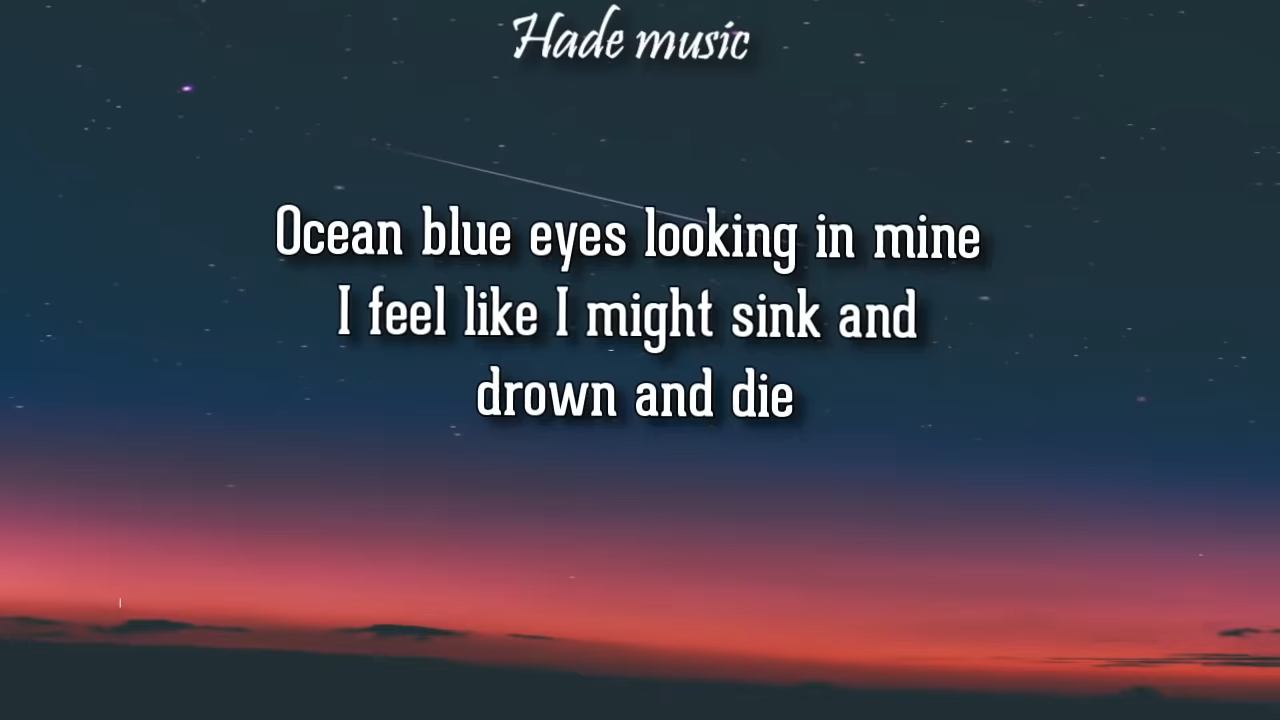 Hade music
Ocean blue eyes looking in mine
I feel like I might sink and
drown and die